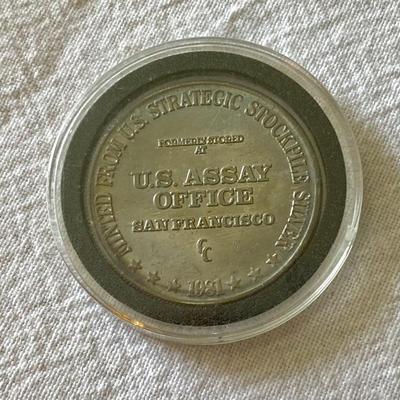 MINTED FROM U.S. STRATEGIC STOCKPILE SILVER
FORMERLY STORED
AT
U.S. ASSAY
OFFICE
SAN FRANCISCO
CC
1981